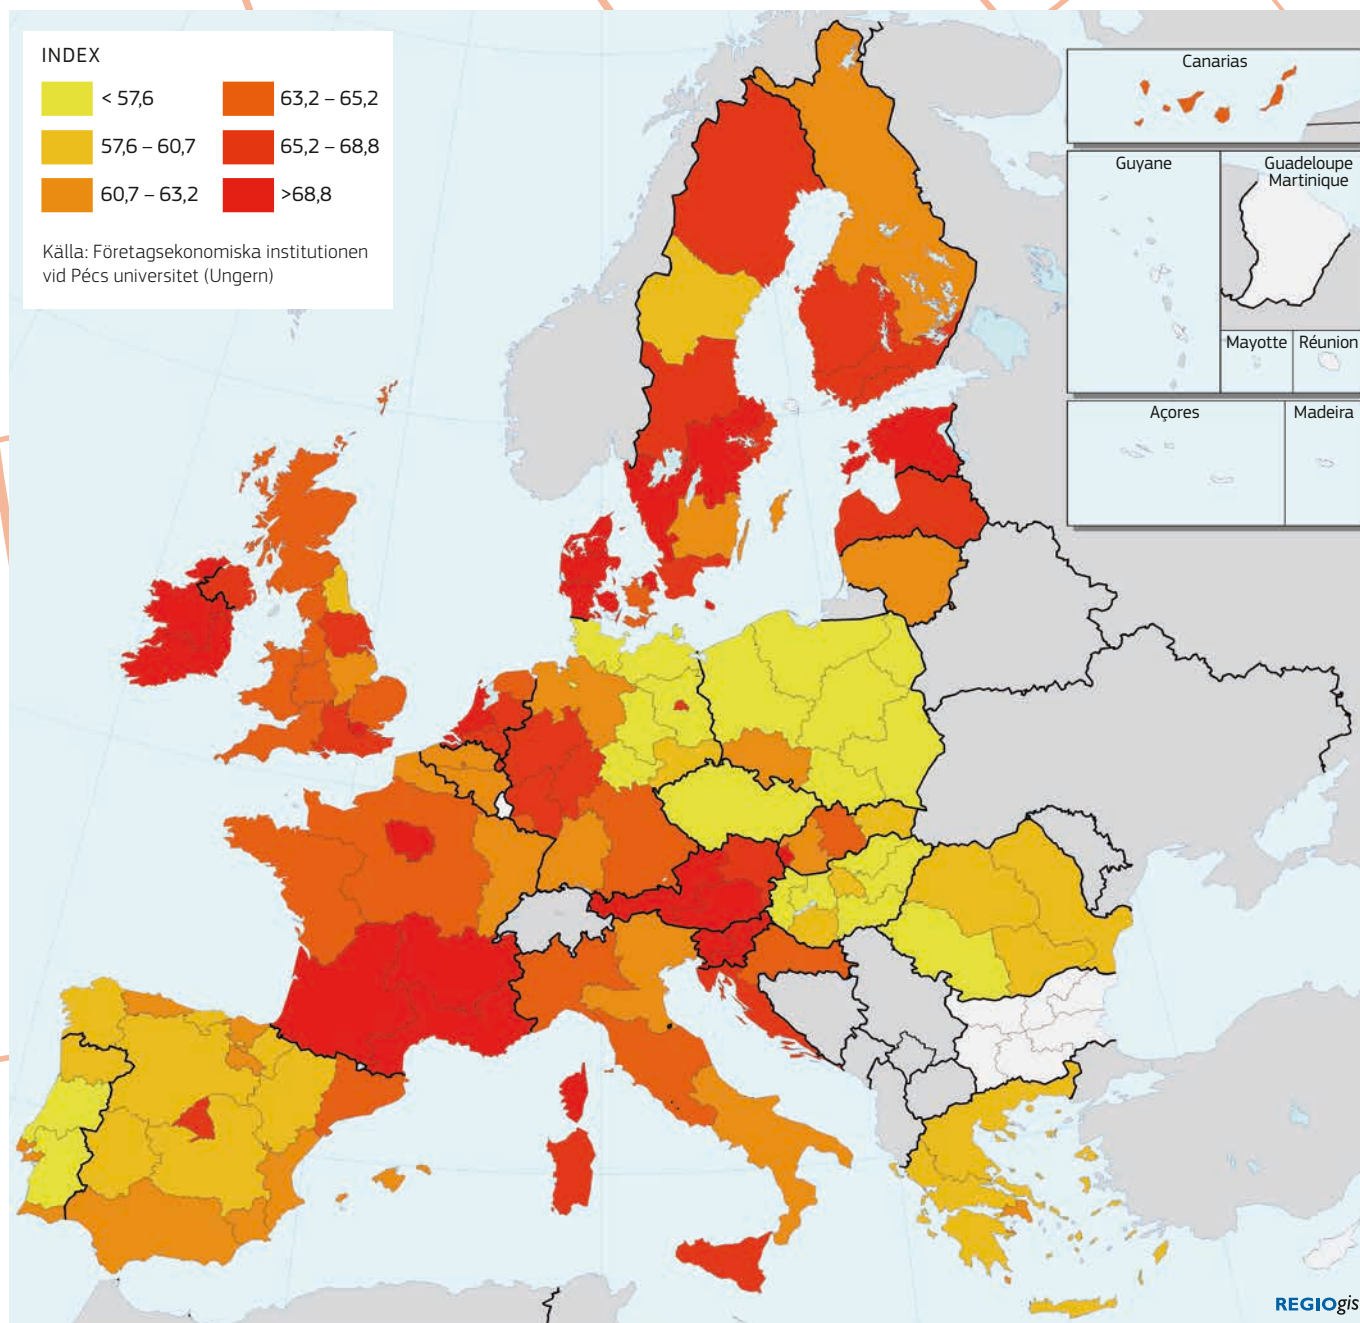 INDEX
< 57,6
57,6 – 60,7
60,7 – 63,2
63,2 – 65,2
65,2 – 68,8
>68,8
Källa: Företagsekonomiska institutionen
vid Pécs universitet (Ungern)
Canarias
Guyane
Guadeloupe
Martinique
Mayotte
Réunion
Açores
Madeira
REGIOgis